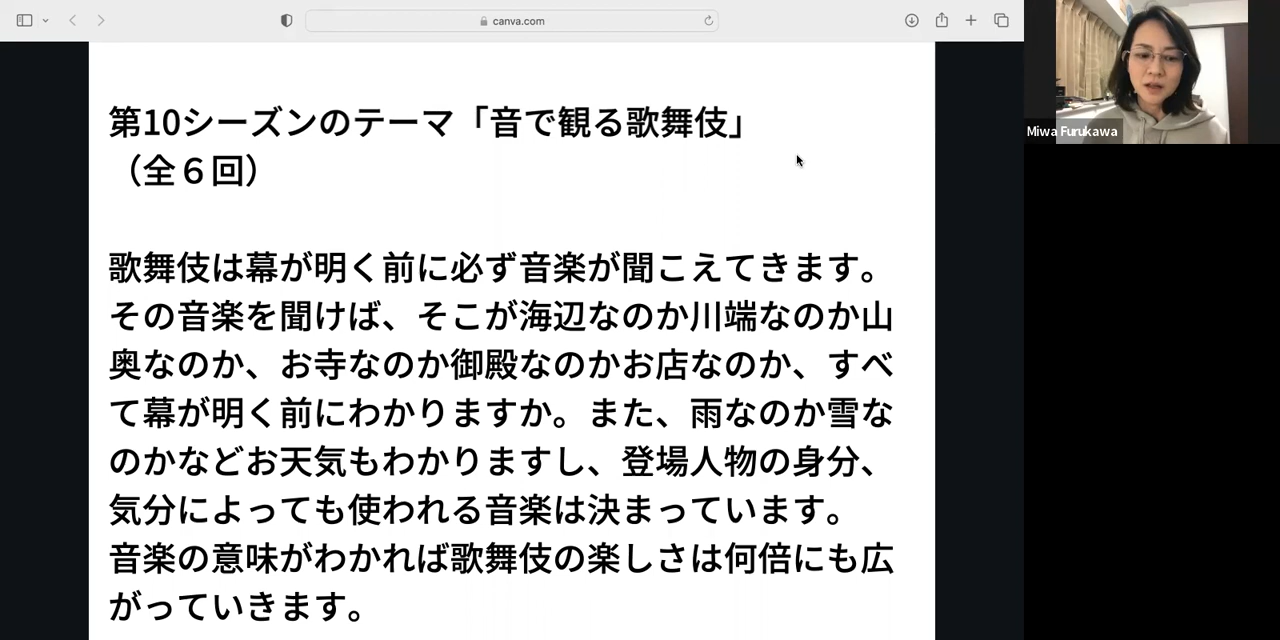 canva.com
第10シーズンのテーマ「音で観る歌舞伎」
（全６回）
歌舞伎は幕が明く前に必ず音楽が聞こえてきます。
その音楽を聞けば、そこが海辺なのか川端なのか山
奥なのか、お寺なのか御殿なのかお店なのか、すべ
て幕が明く前にわかりますか。また、雨なのか雪な
のかなどお天気もわかりますし、登場人物の身分、
気分によっても使われる音楽は決まっています。
音楽の意味がわかれば歌舞伎の楽しさは何倍にも広
がっていきます。
Miwa Furukawa